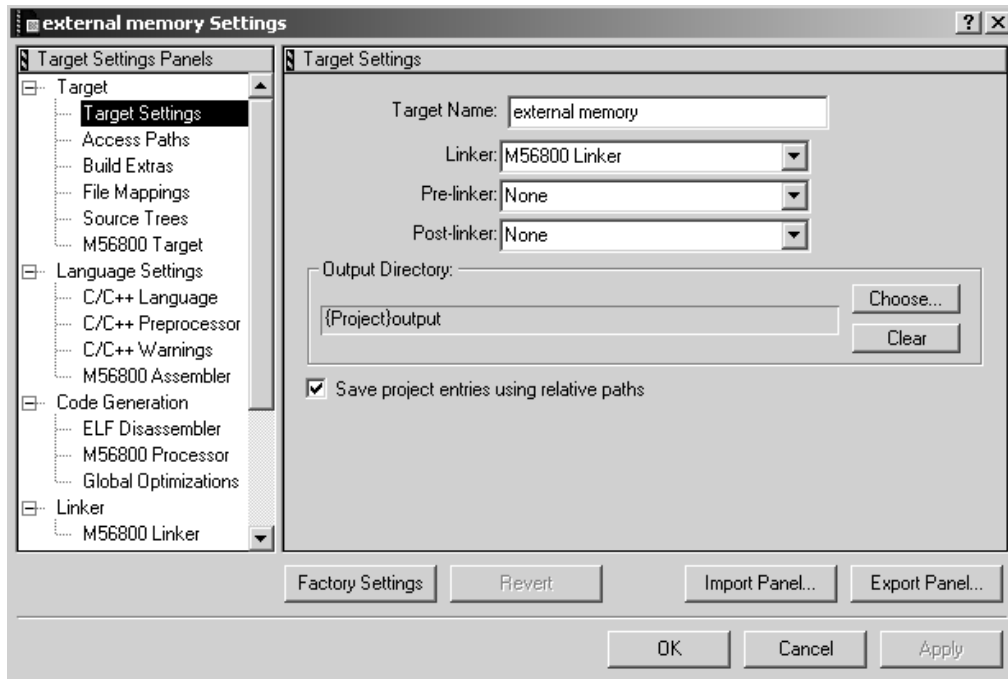 external memory Settings
Target Settings Panels
Target
Target Settings
Access Paths
Build Extras
File Mappings
Source Trees
M56800 Target
Language Settings
C/C++ Language
C/C++ Preprocessor
C/C++ Warnings
M56800 Assembler
Code Generation
ELF Disassembler
M56800 Processor
Global Optimizations
Linker
M56800 Linker
Target Settings
Target Name: external memory
Linker: M56800 Linker
Pre-linker: None
Post-linker: None
Output Directory:
{Project}output
Choose...
Clear
Save project entries using relative paths
Factory Settings Revert Import Panel... Export Panel...
OK Cancel Apply